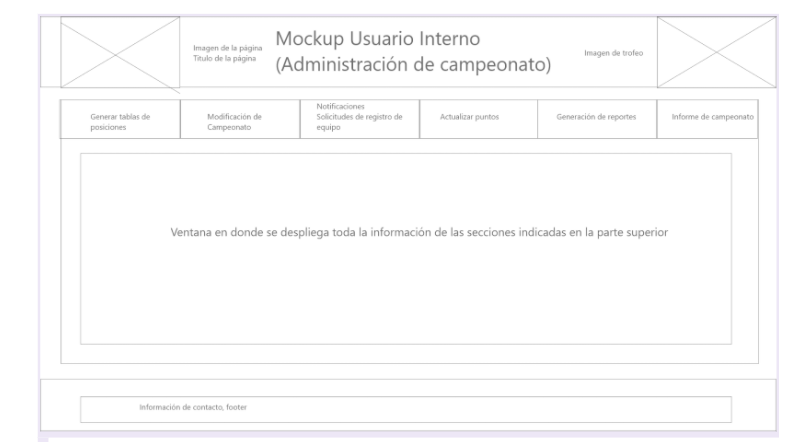 Imagen de la página
Titulo de la página
Mockup Usuario Interno
(Administración de campeonato)
Imagen de trofeo
Generar tablas de
posiciones
Modificación de
Campeonato
Notificaciones
Solicitudes de registro de
equipo
Actualizar puntos
Generación de reportes
Informe de campeonato
Ventana en donde se despliega toda la información de las secciones indicadas en la parte superior
Información de contacto, footer